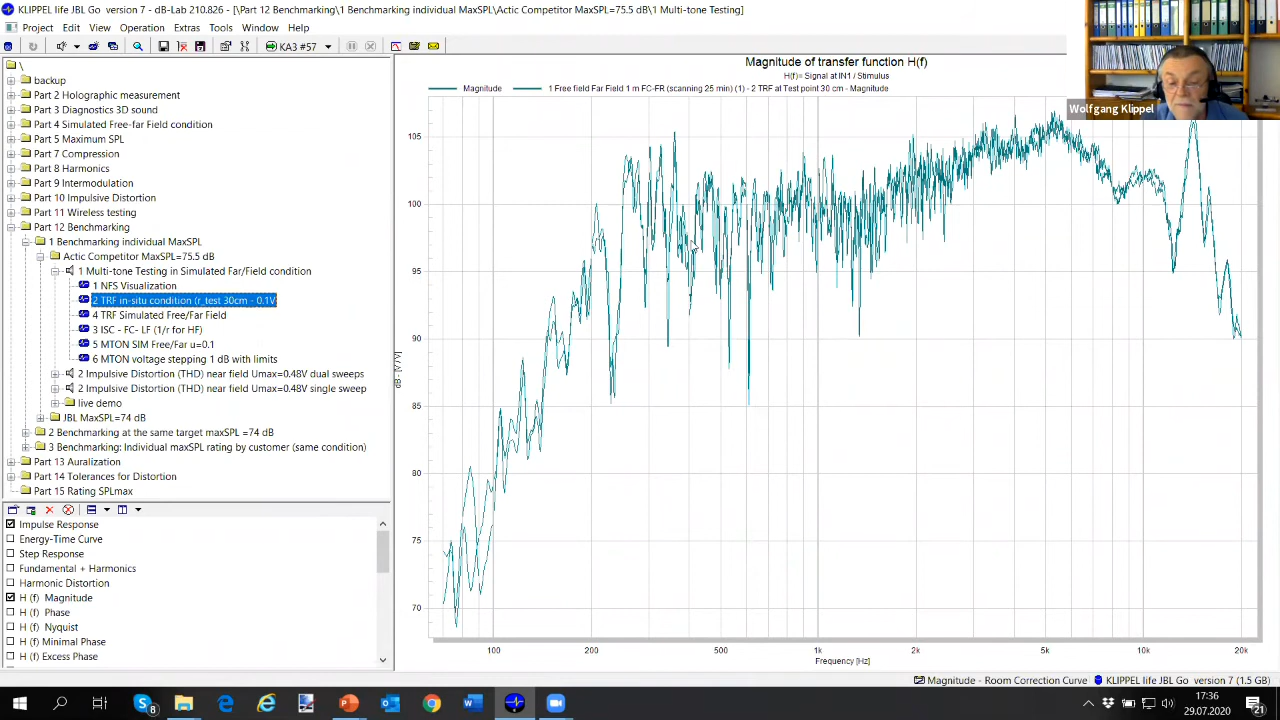 KLIPPEL life JBL Go version 7 - dB-Lab 210.826 - [\Part 12 Benchmarking\1 Benchmarking individual MaxSPL\Actic Competitor MaxSPL=75.5 dB\1 Multi-tone Testing]
Project Edit View Operation Extras Tools Window Help
KA3 #57
\
backup
Part 2 Holographic measurement
Part 3 Diagnostics 3D sound
Part 4 Simulated Free-far Field condition
Part 5 Maximum SPL
Part 7 Compression
Part 8 Harmonics
Part 9 Intermodulation
Part 10 Impulsive Distortion
Part 11 Wireless testing
Part 12 Benchmarking
1 Benchmarking individual MaxSPL
Actic Competitor MaxSPL=75.5 dB
1 Multi-tone Testing in Simulated Far/Field condition
1 NFS Visualization
2 TRF in-situ condition (r_test 30cm - 0.1V
4 TRF Simulated Free/Far Field
3 ISC - FC- LF (1/r for HF)
5 MTON SIM Free/Far u=0.1
6 MTON voltage stepping 1 dB with limits
2 Impulsive Distortion (THD) near field Umax=0.48V dual sweeps
2 Impulsive Distortion (THD) near field Umax=0.48V single sweep
live demo
JBL MaxSPL=74 dB
2 Benchmarking at the same target maxSPL =74 dB
3 Benchmarking: Individual maxSPL rating by customer (same condition)
Part 13 Auralization
Part 14 Tolerances for Distortion
Part 15 Rating SPLmax
Impulse Response
Energy-Time Curve
Step Response
Fundamental + Harmonics
Harmonic Distortion
H (f) Magnitude
H (f) Phase
H (f) Nyquist
H (f) Minimal Phase
H (f) Excess Phase
Magnitude of transfer function H(f)
H(f)= Signal at IN1 / Stimulus
Magnitude 1 Free field Far Field 1 m FC-FR (scanning 25 min) (1) - 2 TRF at Test point 30 cm - Magnitude
105
100
95
90
85
80
75
70
dB - [V / V]
100 200 500 1k 2k 5k 10k 20k
Frequency [Hz]
Wolfgang Klippel
Magnitude - Room Correction Curve KLIPPEL life JBL Go version 7 (1.5 GB)
8
17:36
29.07.2020
21